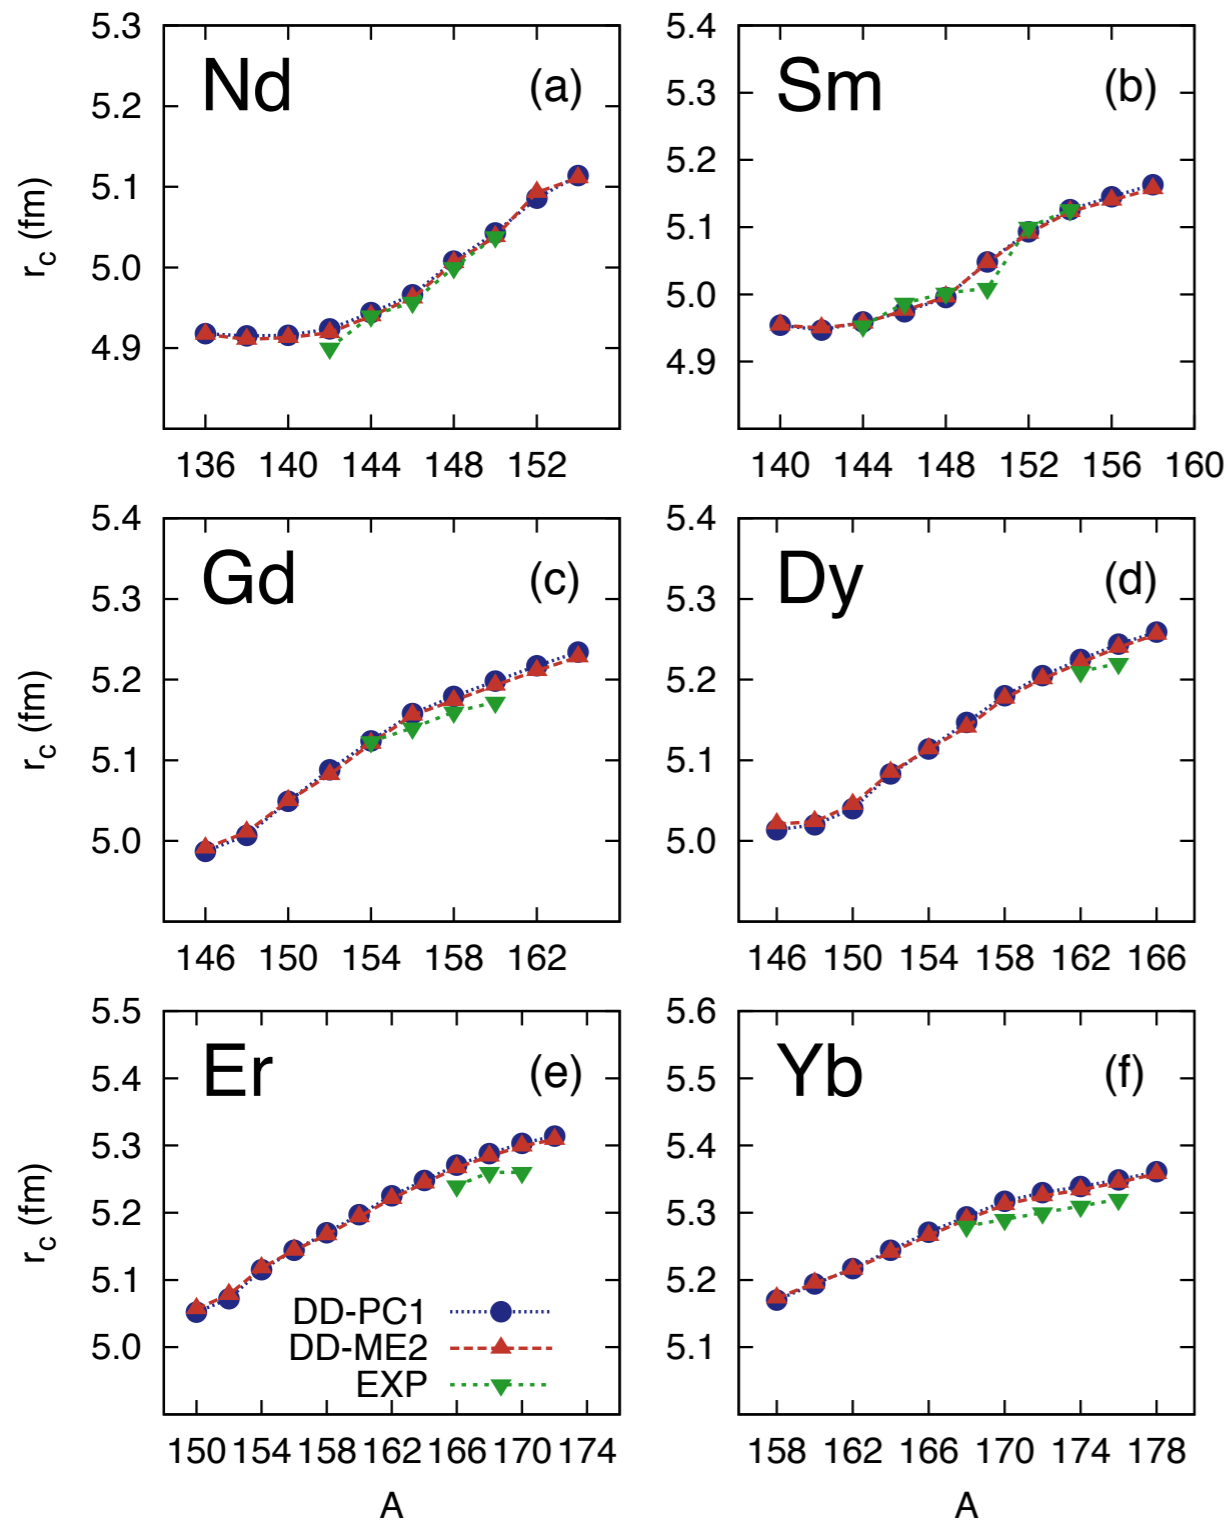 Nd (a)
5.3
5.2
5.1
5.0
4.9
r_c (fm)
136 140 144 148 152
Sm (b)
5.4
5.3
5.2
5.1
5.0
4.9
140 144 148 152 156 160
Gd (c)
5.4
5.3
5.2
5.1
5.0
r_c (fm)
146 150 154 158 162
Dy (d)
5.4
5.3
5.2
5.1
5.0
146 150 154 158 162 166
Er (e)
5.5
5.4
5.3
5.2
5.1
5.0
r_c (fm)
DD-PC1
DD-ME2
EXP
150 154 158 162 166 170 174
A
Yb (f)
5.6
5.5
5.4
5.3
5.2
5.1
158 162 166 170 174 178
A